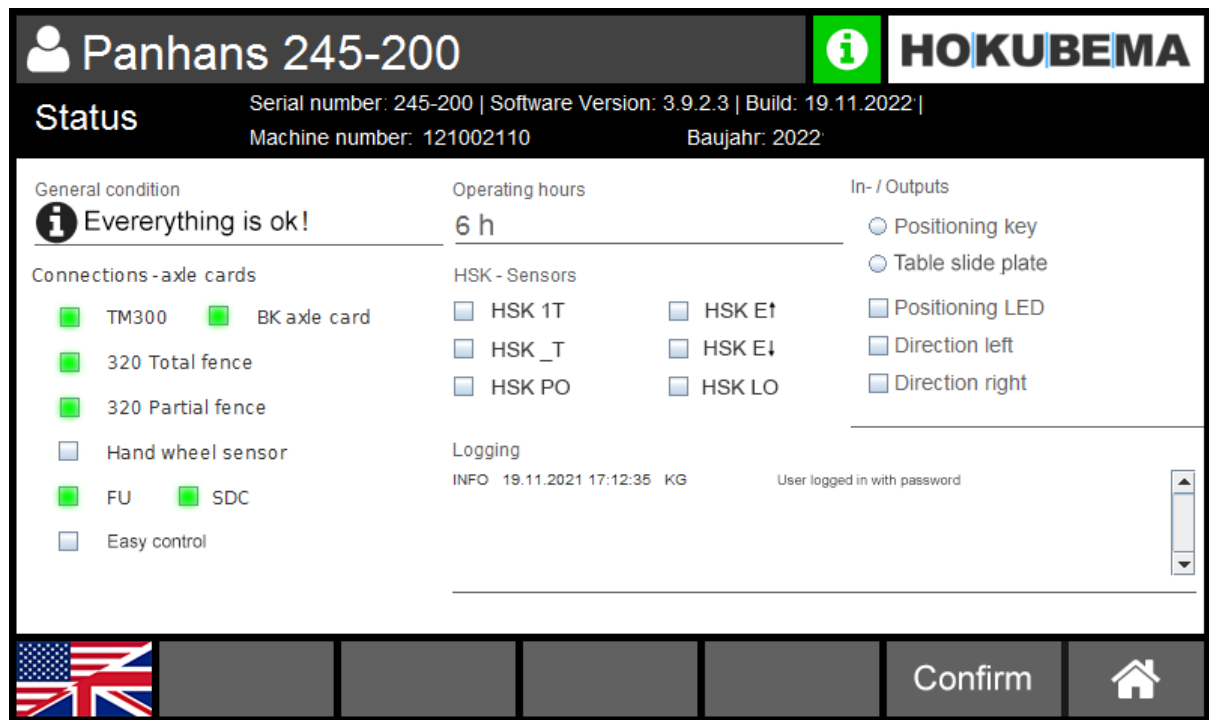 Panhans 245-200
HOKUBEMA
Status
Serial number: 245-200 | Software Version: 3.9.2.3 | Build: 19.11.2022 |
Machine number: 121002110 Baujahr: 2022
General condition
Evererything is ok!
Operating hours
6 h
In- / Outputs
Positioning key
Table slide plate
Positioning LED
Direction left
Direction right
Connections - axle cards
TM300 BK axle card
320 Total fence
320 Partial fence
Hand wheel sensor
FU SDC
Easy control
HSK - Sensors
HSK 1T HSK E↑
HSK _T HSK E↓
HSK PO HSK LO
Logging
INFO 19.11.2021 17:12:35 KG User logged in with password
Confirm